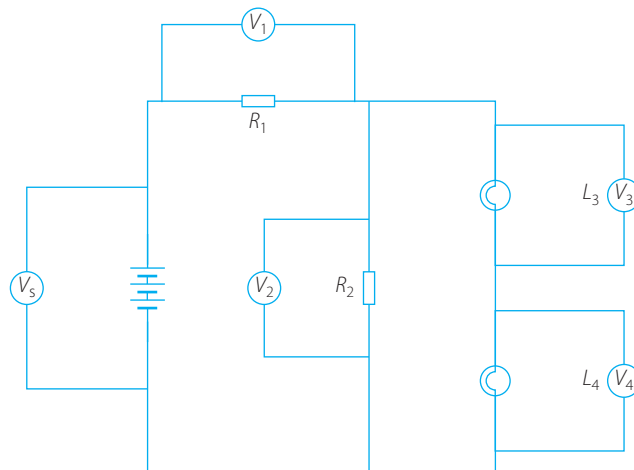 V₁
R₁
L₃
V₃
Vₛ
V₂
R₂
L₄
V₄